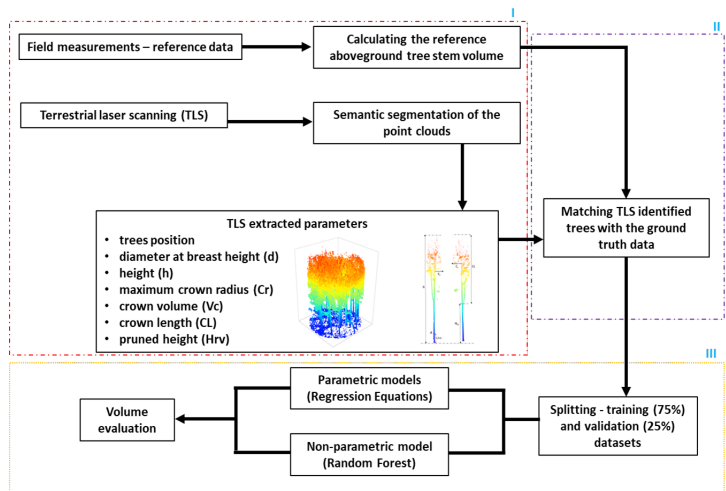 I
II
Field measurements – reference data
Calculating the reference
aboveground tree stem volume
Terrestrial laser scanning (TLS)
Semantic segmentation of the
point clouds
TLS extracted parameters
• trees position
• diameter at breast height (d)
• height (h)
• maximum crown radius (Cr)
• crown volume (Vc)
• crown length (CL)
• pruned height (Hrv)
Matching TLS identified
trees with the ground
truth data
III
Parametric models
(Regression Equations)
Volume
evaluation
Splitting - training (75%)
and validation (25%)
datasets
Non-parametric model
(Random Forest)